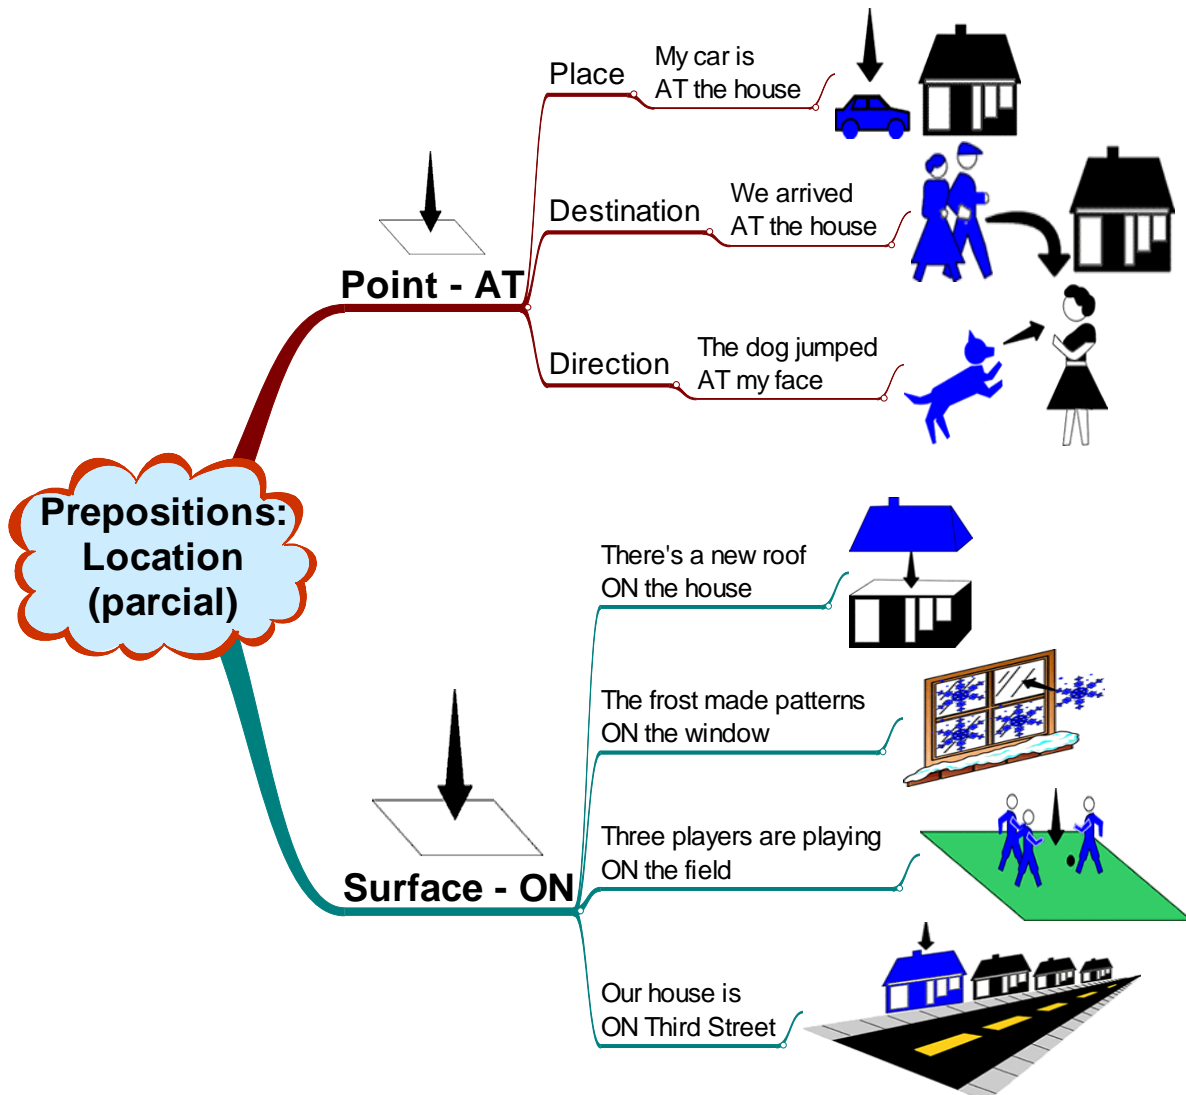 Prepositions:
Location
(parcial)
Point - AT
Place
My car is
AT the house
Destination
We arrived
AT the house
Direction
The dog jumped
AT my face
Surface - ON
There's a new roof
ON the house
The frost made patterns
ON the window
Three players are playing
ON the field
Our house is
ON Third Street